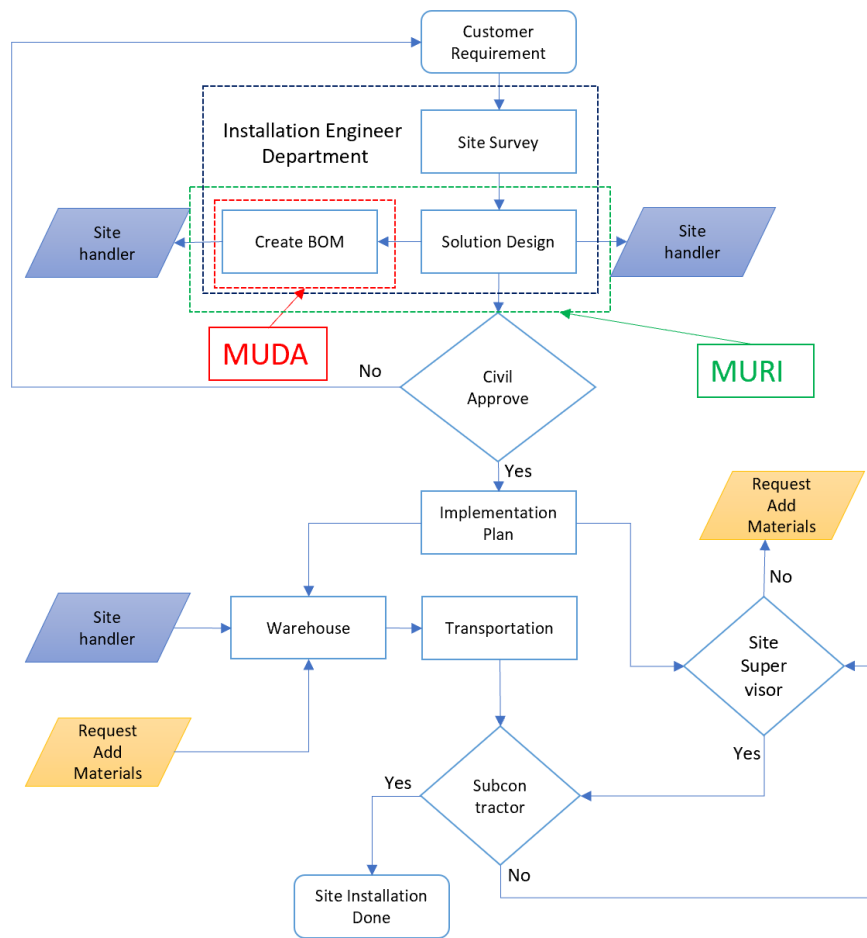 Customer
Requirement
Installation Engineer
Department
Site Survey
Site
handler
Create BOM
Solution Design
Site
handler
MUDA
MURI
No
Civil
Approve
Yes
Implementation
Plan
Request
Add
Materials
No
Site
handler
Warehouse
Transportation
Site
Super
visor
Request
Add
Materials
Yes
Yes
Subcon
tractor
No
Site Installation
Done